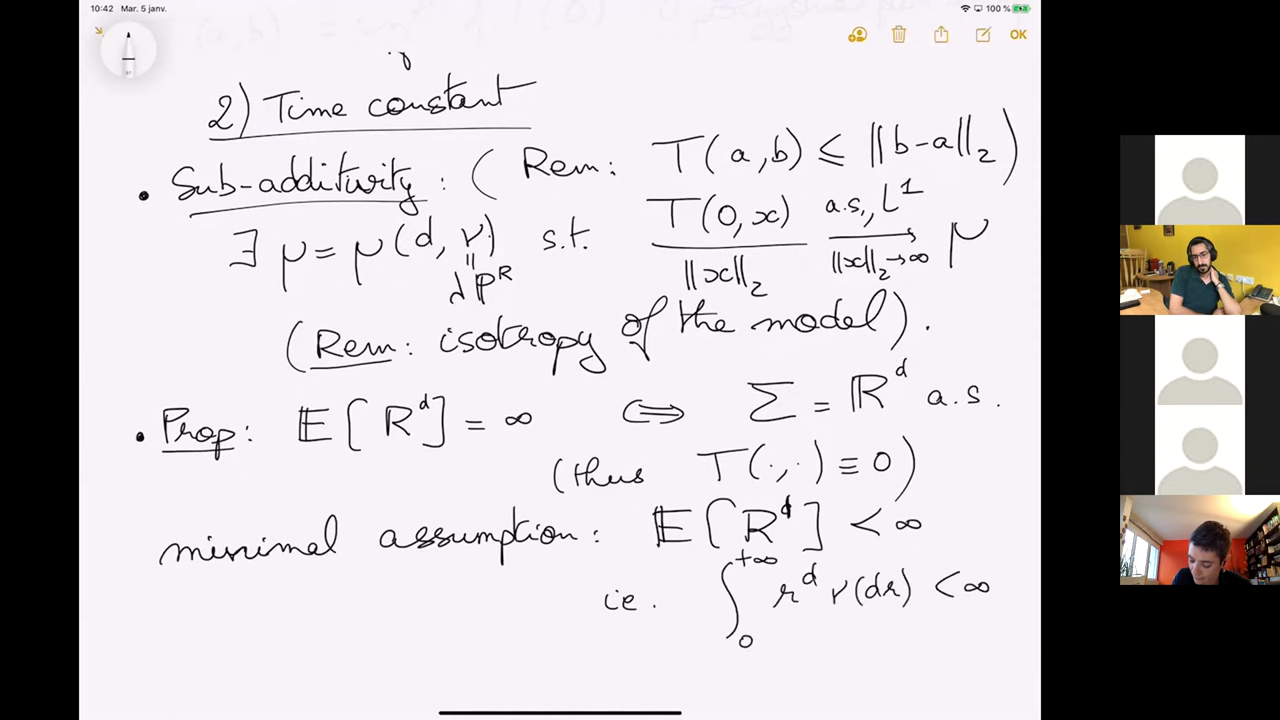 10:42 Mar. 5 janv.
100 %
OK
2) Time constant
• Sub-additivity : ( Rem: T(a,b) ≤ ‖b-a‖₂ )
∃ μ = μ(d, ν) s.t. T(0,x) / ‖x‖₂ → μ a.s., L¹ ‖x‖₂→∞
" λ ℙ^R
(Rem: isotropy of the model).
• Prop: 𝔼[R^d] = ∞ ⟺ Σ = ℝ^d a.s.
(thus T(·,·) ≡ 0)
minimal assumption: 𝔼[R^d] < ∞
ie. ∫₀^{+∞} r^d ν(dr) < ∞